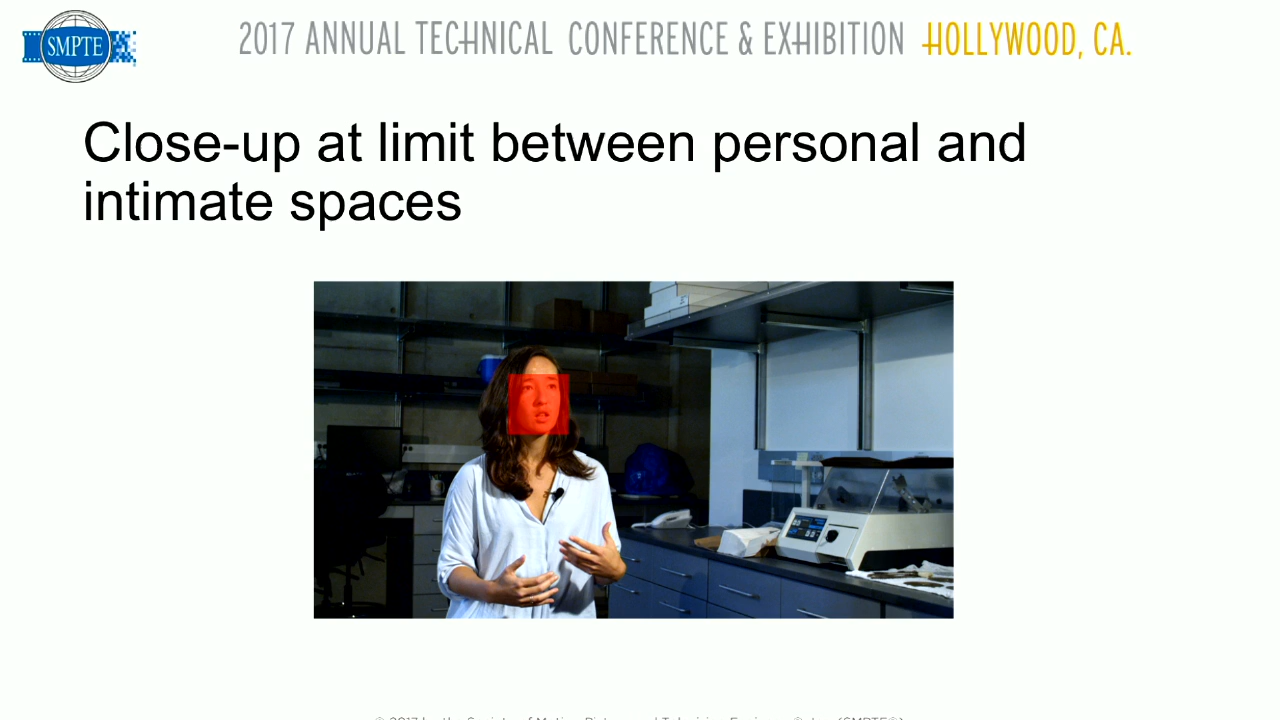 SMPTE
2017 ANNUAL TECHNICAL CONFERENCE & EXHIBITION HOLLYWOOD, CA.
Close-up at limit between personal and
intimate spaces